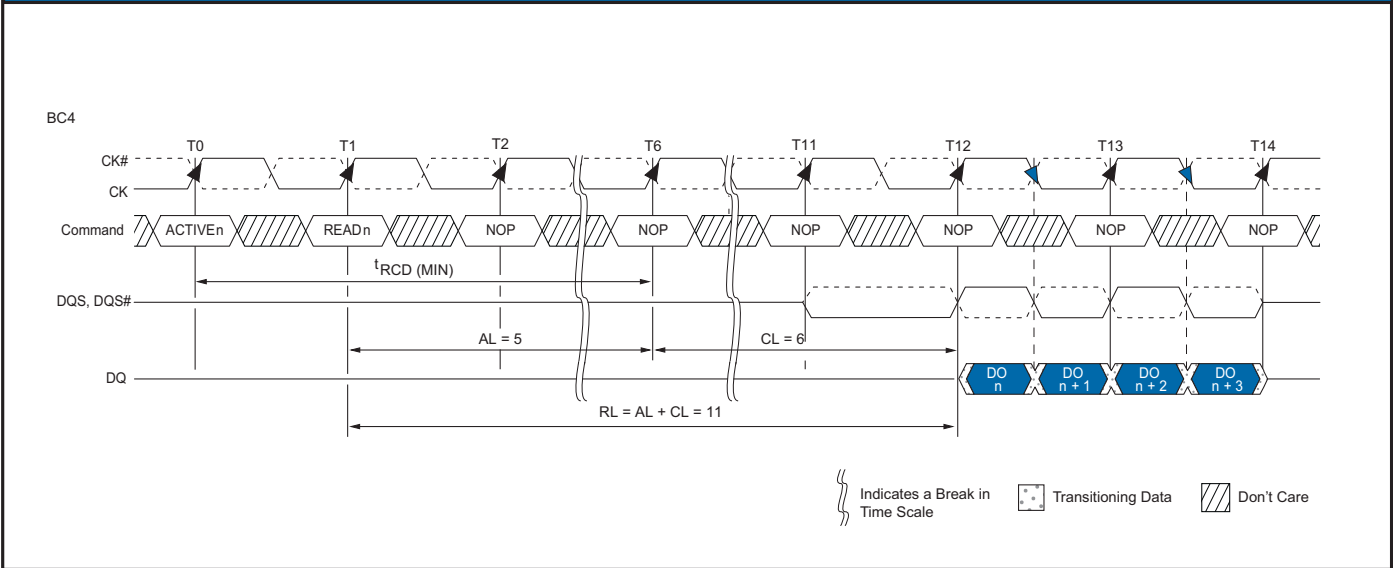 BC4
T0 T1 T2 T6 T11 T12 T13 T14
CK#
CK
Command ACTIVE n READ n NOP NOP NOP NOP NOP NOP
tRCD (MIN)
DQS, DQS#
AL = 5 CL = 6
DQ DO n DO n + 1 DO n + 2 DO n + 3
RL = AL + CL = 11
Indicates a Break in
Time Scale
Transitioning Data
Don't Care